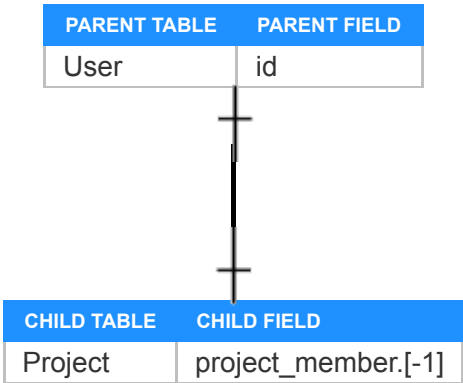 PARENT TABLE PARENT FIELD
User id
CHILD TABLE CHILD FIELD
Project project_member.[-1]